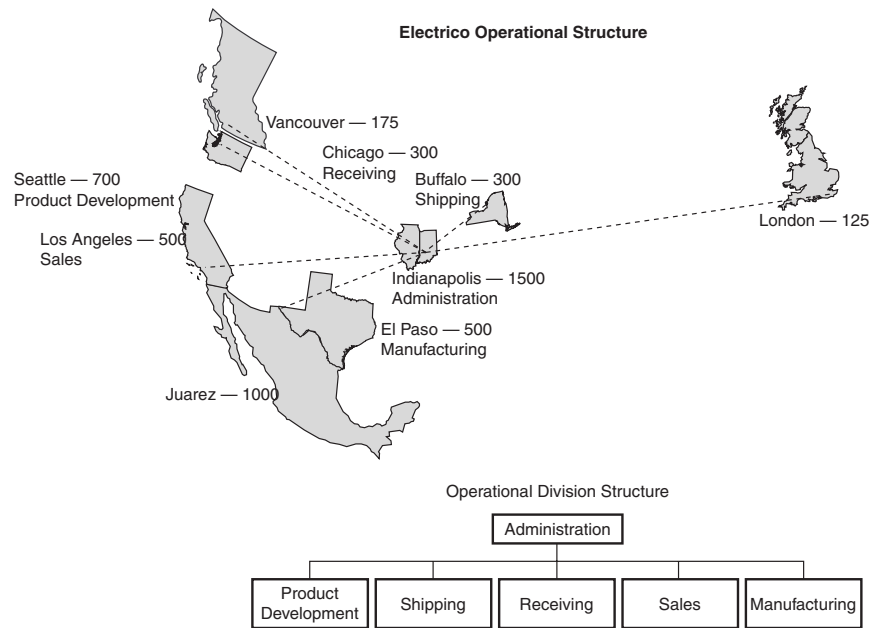 Electrico Operational Structure
Vancouver — 175
Chicago — 300
Receiving
Seattle — 700
Product Development
Buffalo — 300
Shipping
London — 125
Los Angeles — 500
Sales
Indianapolis — 1500
Administration
El Paso — 500
Manufacturing
Juarez — 1000
Operational Division Structure
Administration
Product
Development
Shipping
Receiving
Sales
Manufacturing